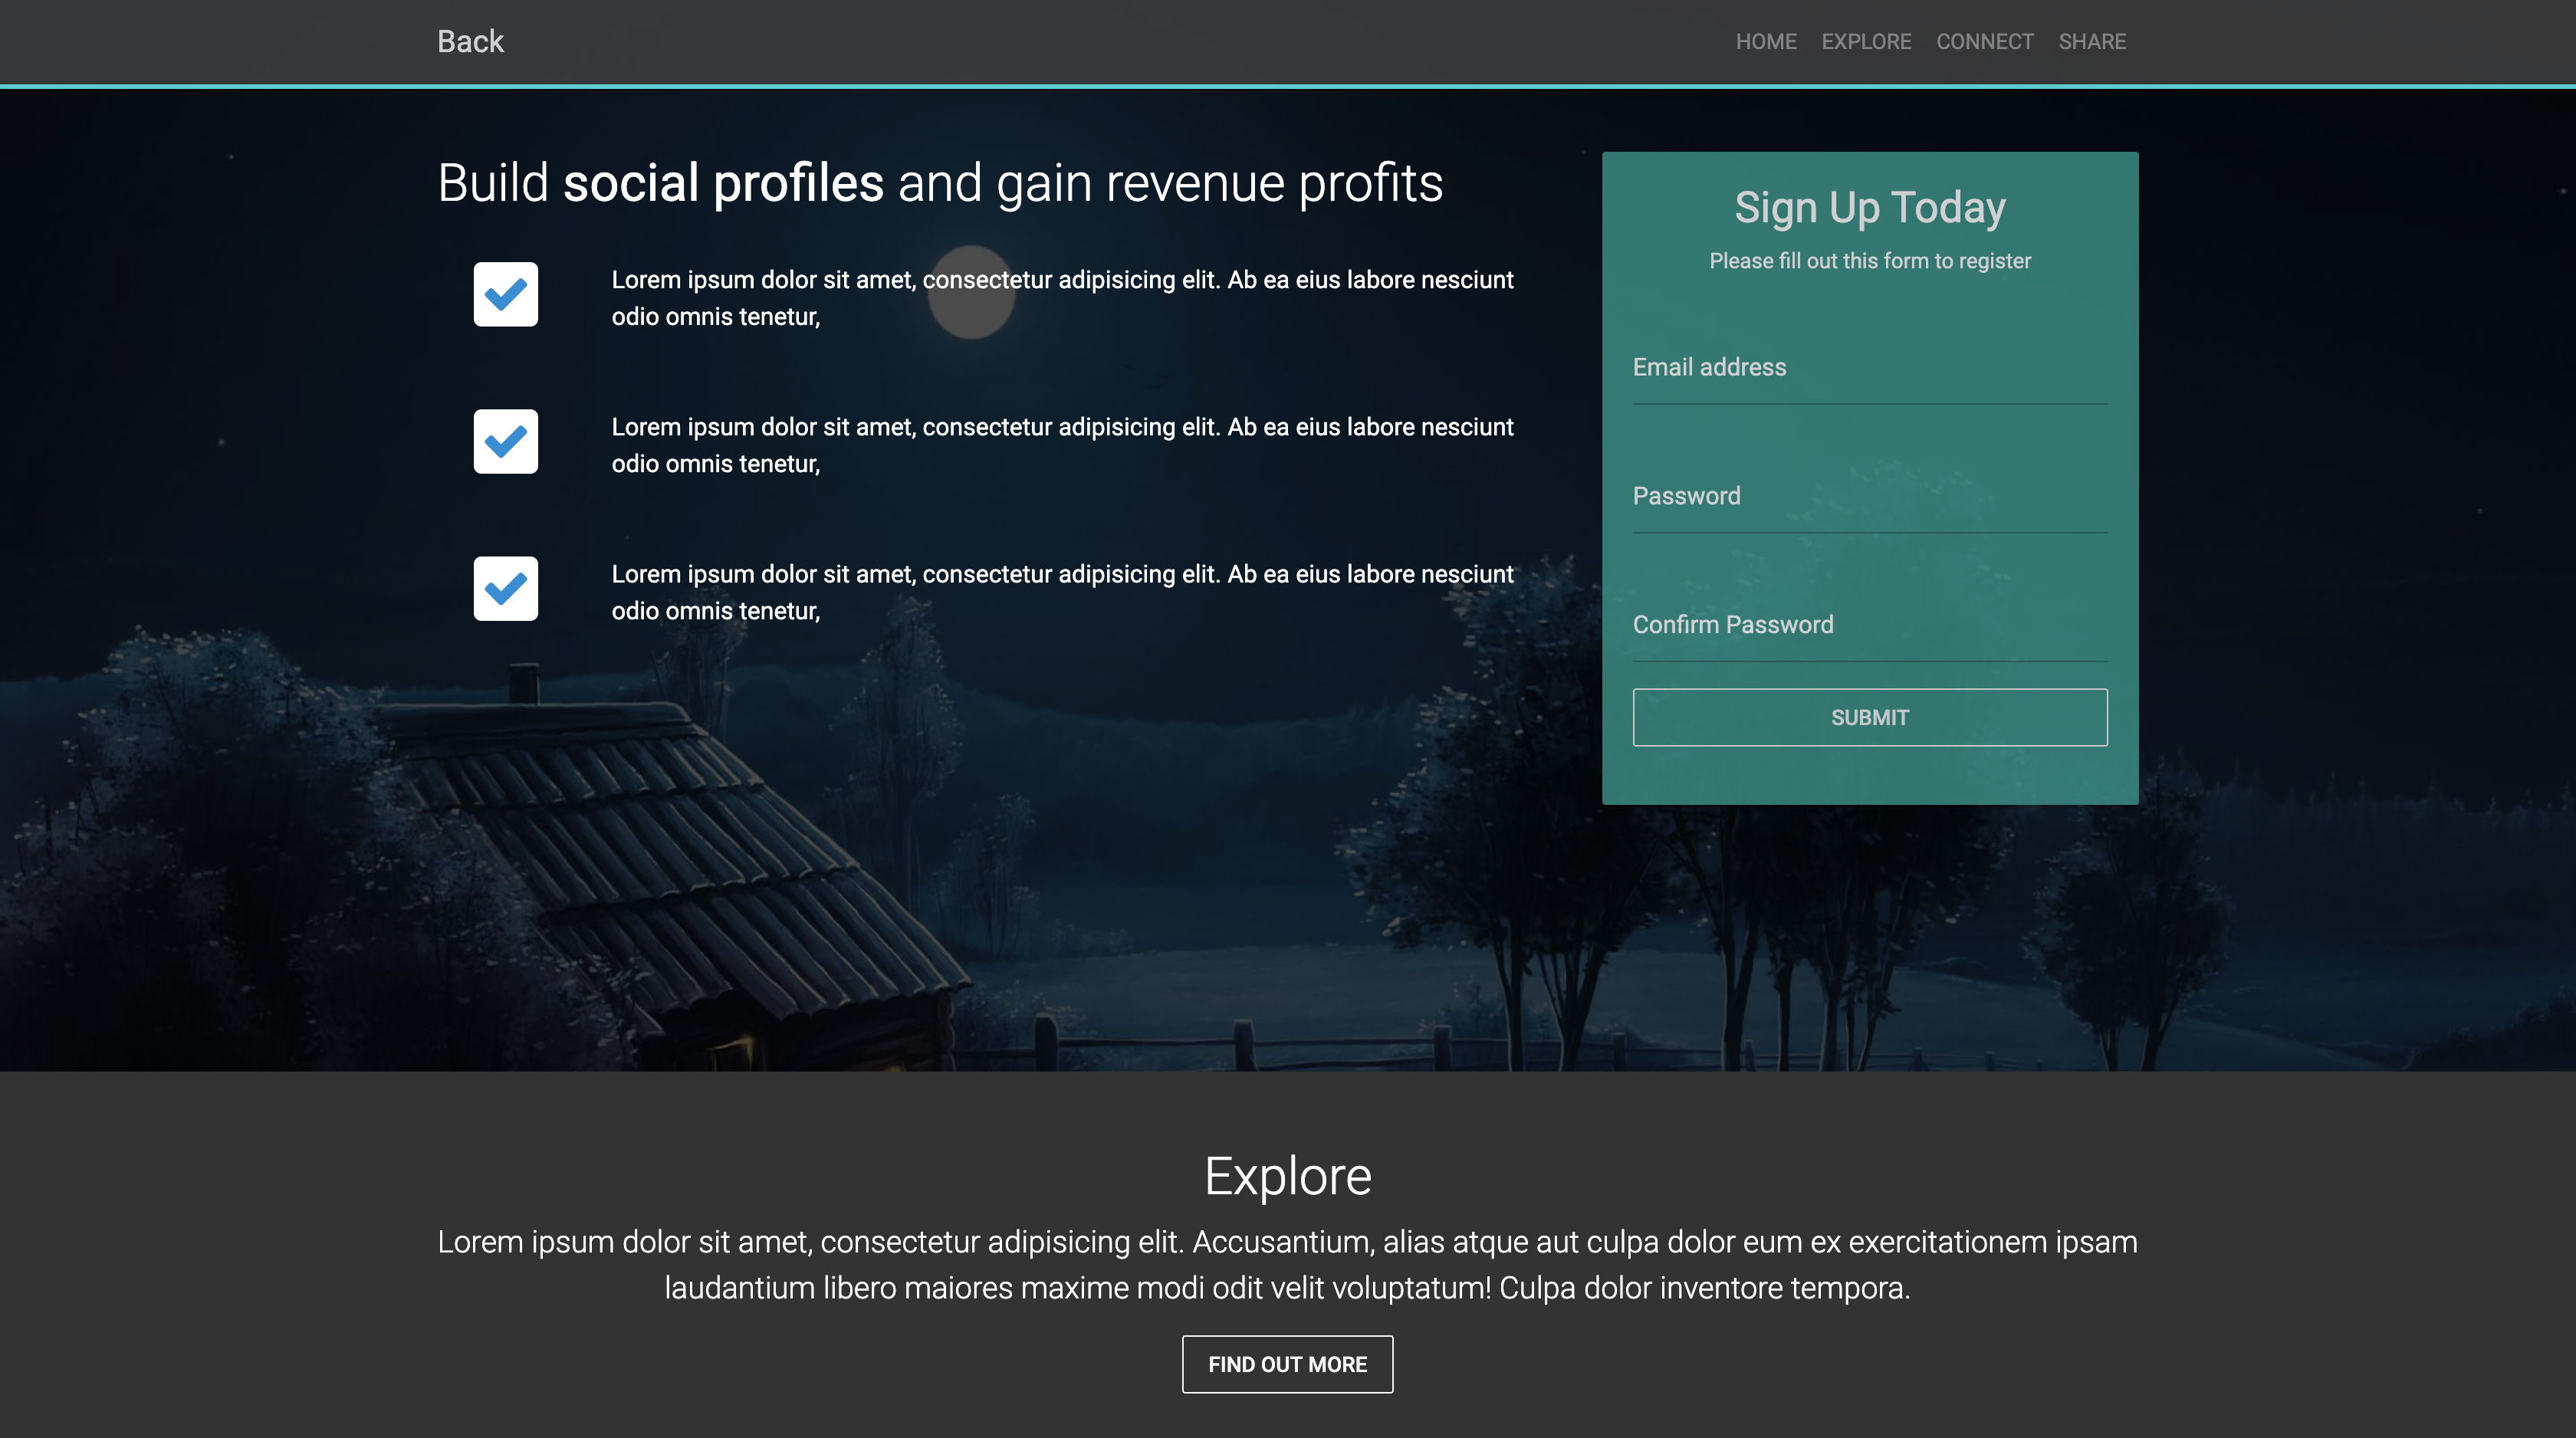 Back
HOME EXPLORE CONNECT SHARE
Build social profiles and gain revenue profits
Lorem ipsum dolor sit amet, consectetur adipisicing elit. Ab ea eius labore nesciunt
odio omnis tenetur,
Lorem ipsum dolor sit amet, consectetur adipisicing elit. Ab ea eius labore nesciunt
odio omnis tenetur,
Lorem ipsum dolor sit amet, consectetur adipisicing elit. Ab ea eius labore nesciunt
odio omnis tenetur,
Sign Up Today
Please fill out this form to register
Email address
Password
Confirm Password
SUBMIT
Explore
Lorem ipsum dolor sit amet, consectetur adipisicing elit. Accusantium, alias atque aut culpa dolor eum ex exercitationem ipsam
laudantium libero maiores maxime modi odit velit voluptatum! Culpa dolor inventore tempora.
FIND OUT MORE